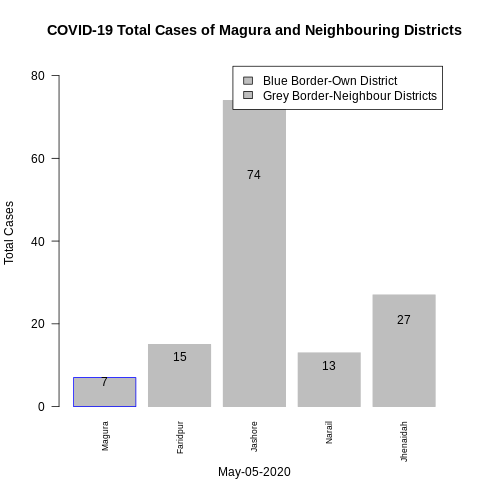 COVID-19 Total Cases of Magura and Neighbouring Districts
Blue Border-Own District
Grey Border-Neighbour Districts
Total Cases
80
60
40
20
0
7
15
74
13
27
Magura
Faridpur
Jashore
Narail
Jhenaidah
May-05-2020